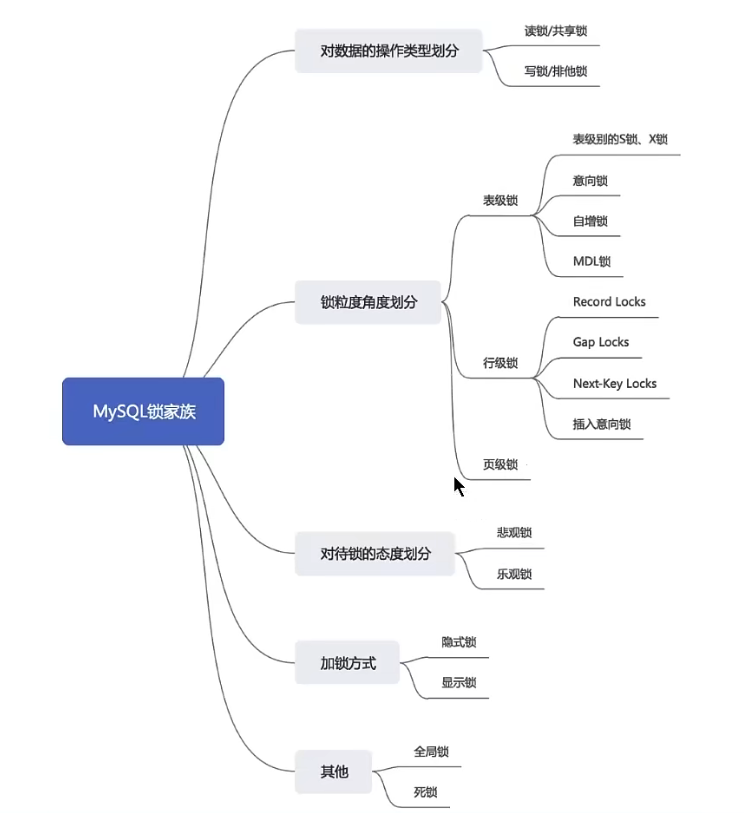 MySQL锁家族
对数据的操作类型划分
读锁/共享锁
写锁/排他锁
锁粒度角度划分
表级锁
表级别的S锁、X锁
意向锁
自增锁
MDL锁
行级锁
Record Locks
Gap Locks
Next-Key Locks
插入意向锁
页级锁
对待锁的态度划分
悲观锁
乐观锁
加锁方式
隐式锁
显示锁
其他
全局锁
死锁